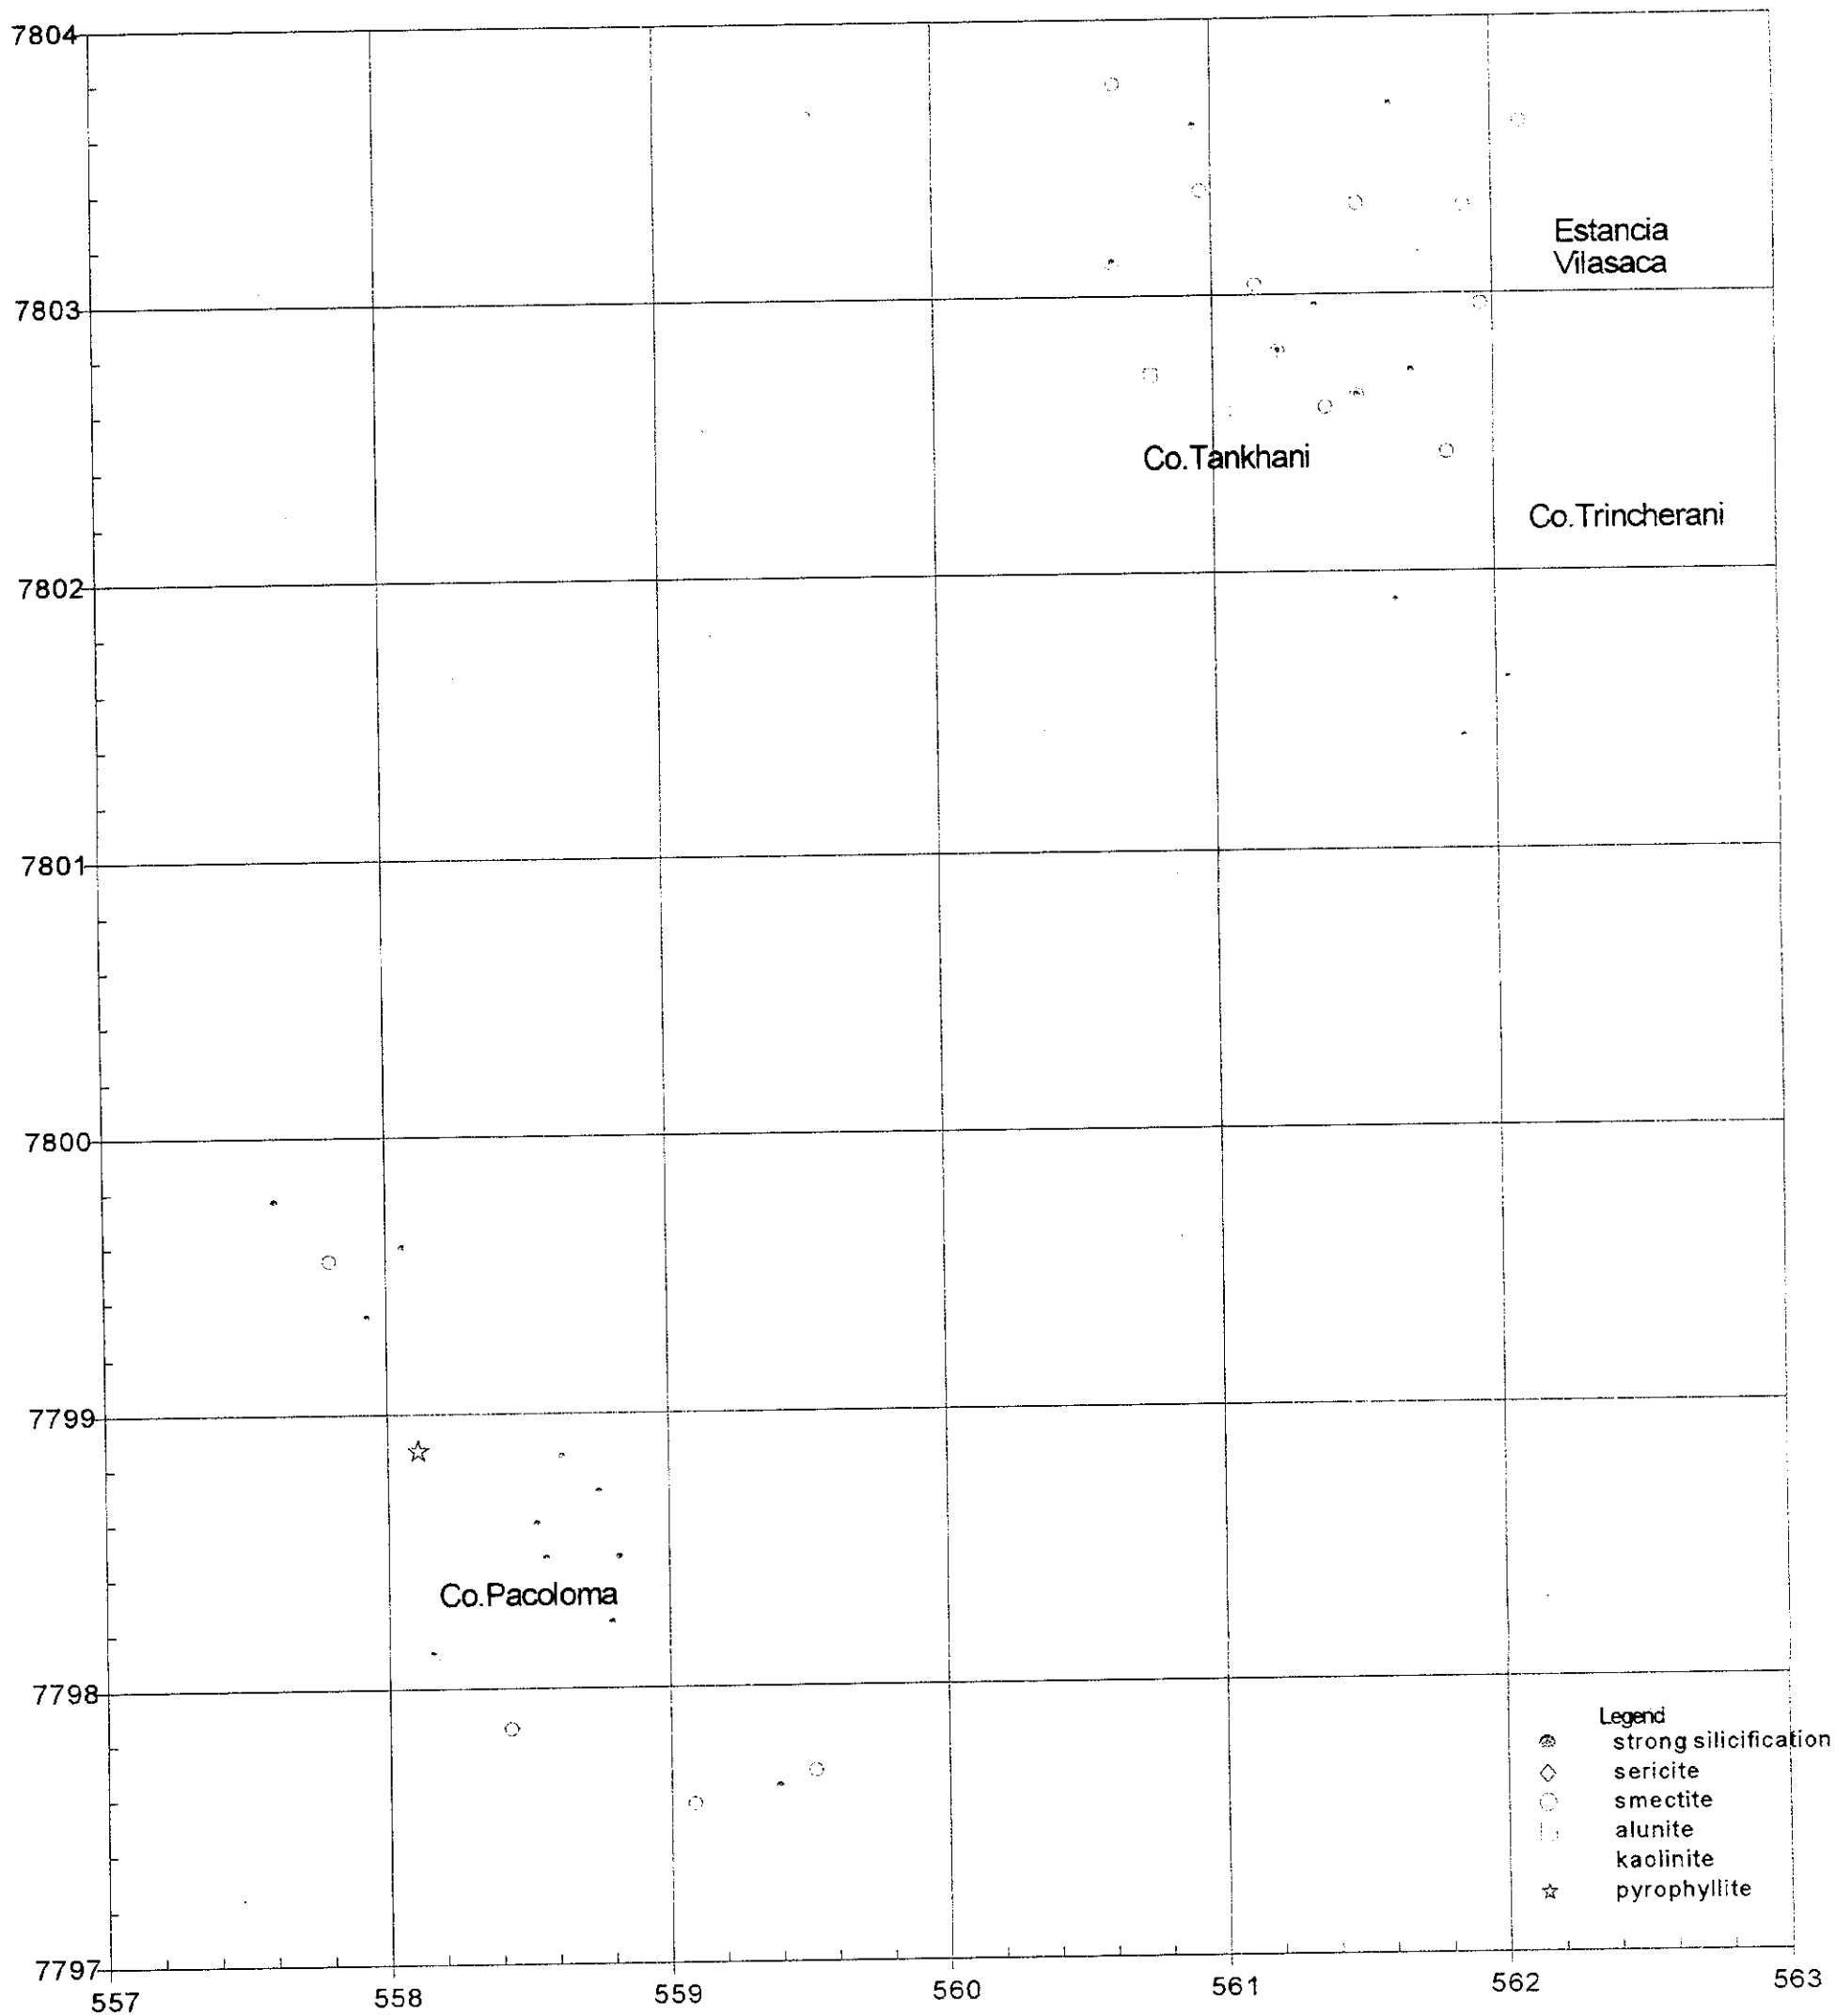 7804
7803
7802
7801
7800
7799
7798
7797
557
558
559
560
561
562
563
Estancia
Vilasaca
Co.Tankhani
Co.Trincherani
Co.Pacoloma
Legend
strong silicification
sericite
smectite
alunite
kaolinite
pyrophyllite